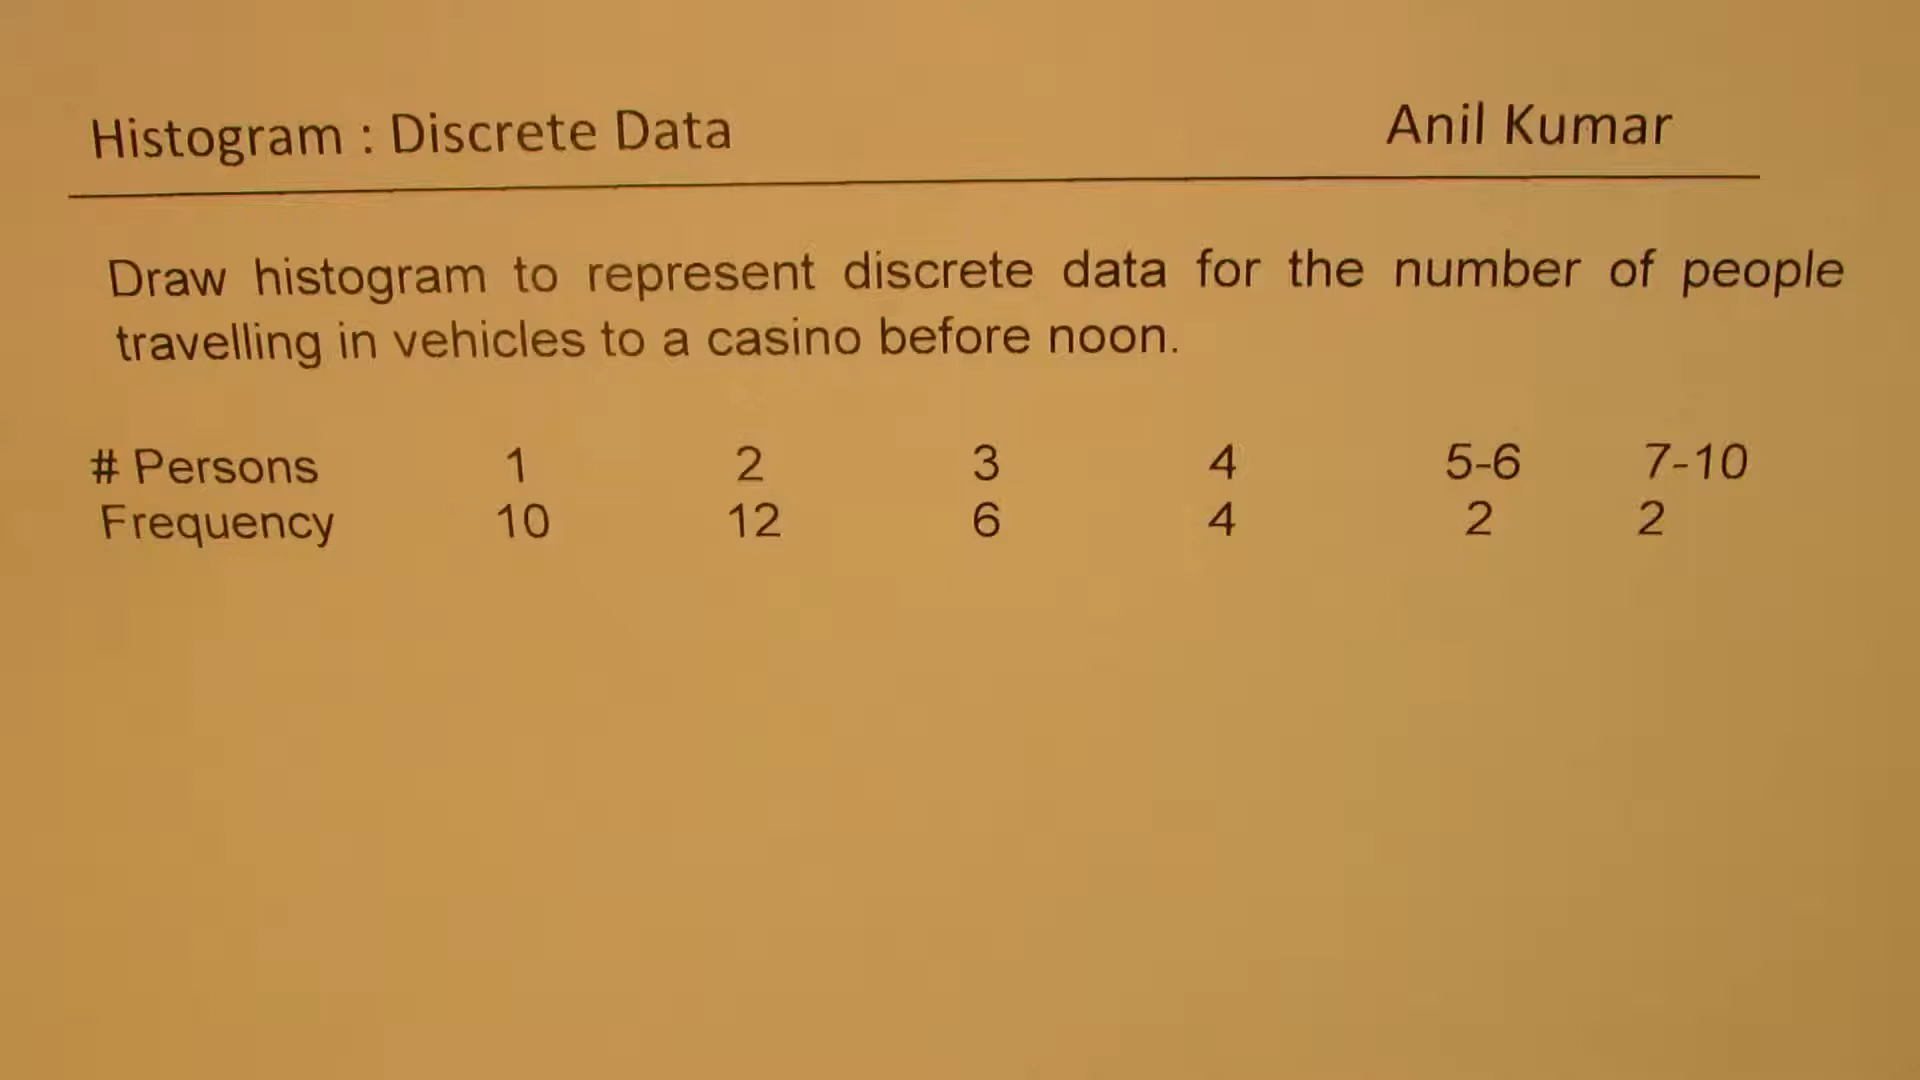 Histogram : Discrete Data Anil Kumar
Draw histogram to represent discrete data for the number of people
travelling in vehicles to a casino before noon.
# Persons 1 2 3 4 5-6 7-10
Frequency 10 12 6 4 2 2